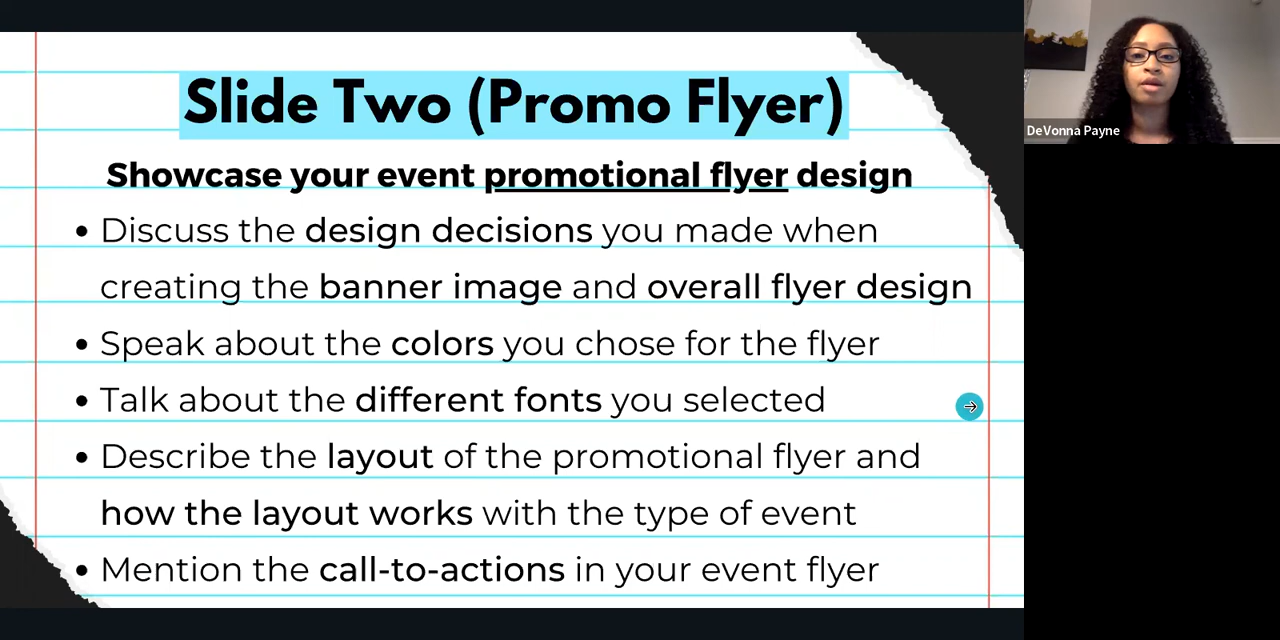 Slide Two (Promo Flyer)
DeVonna Payne
Showcase your event promotional flyer design
• Discuss the design decisions you made when
creating the banner image and overall flyer design
• Speak about the colors you chose for the flyer
• Talk about the different fonts you selected
• Describe the layout of the promotional flyer and
how the layout works with the type of event
• Mention the call-to-actions in your event flyer